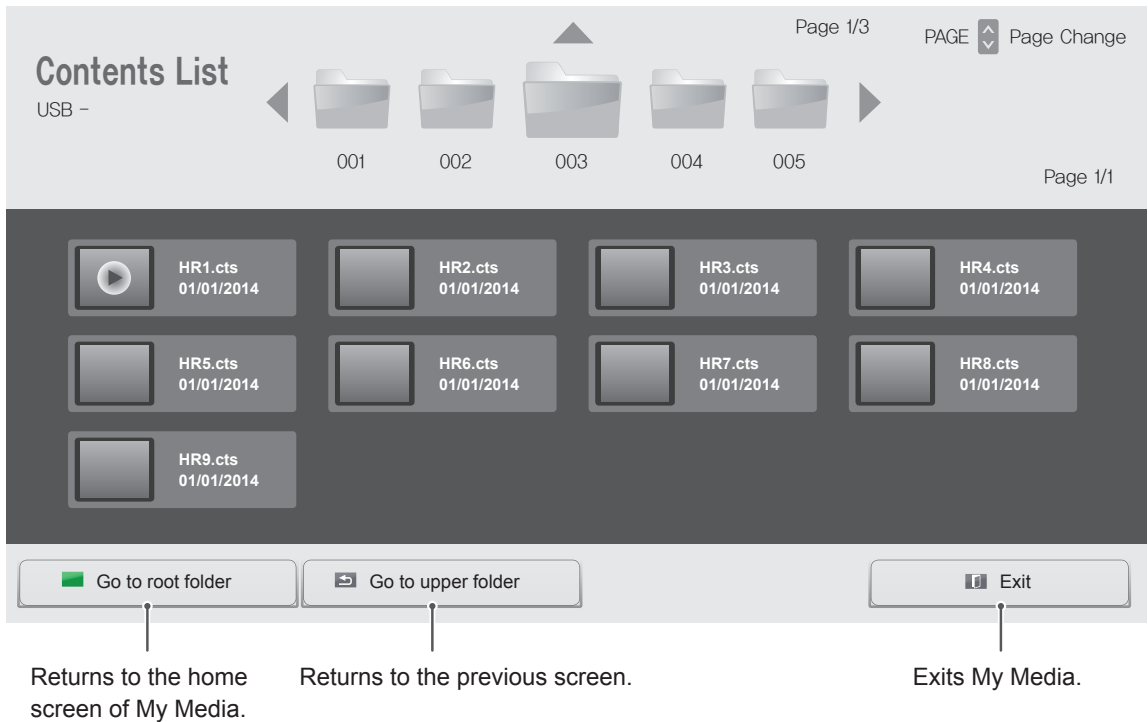 Page 1/3
PAGE Page Change
Contents List
USB -
001 002 003 004 005
Page 1/1
HR1.cts
01/01/2014
HR2.cts
01/01/2014
HR3.cts
01/01/2014
HR4.cts
01/01/2014
HR5.cts
01/01/2014
HR6.cts
01/01/2014
HR7.cts
01/01/2014
HR8.cts
01/01/2014
HR9.cts
01/01/2014
Go to root folder
Go to upper folder
Exit
Returns to the home
screen of My Media.
Returns to the previous screen.
Exits My Media.